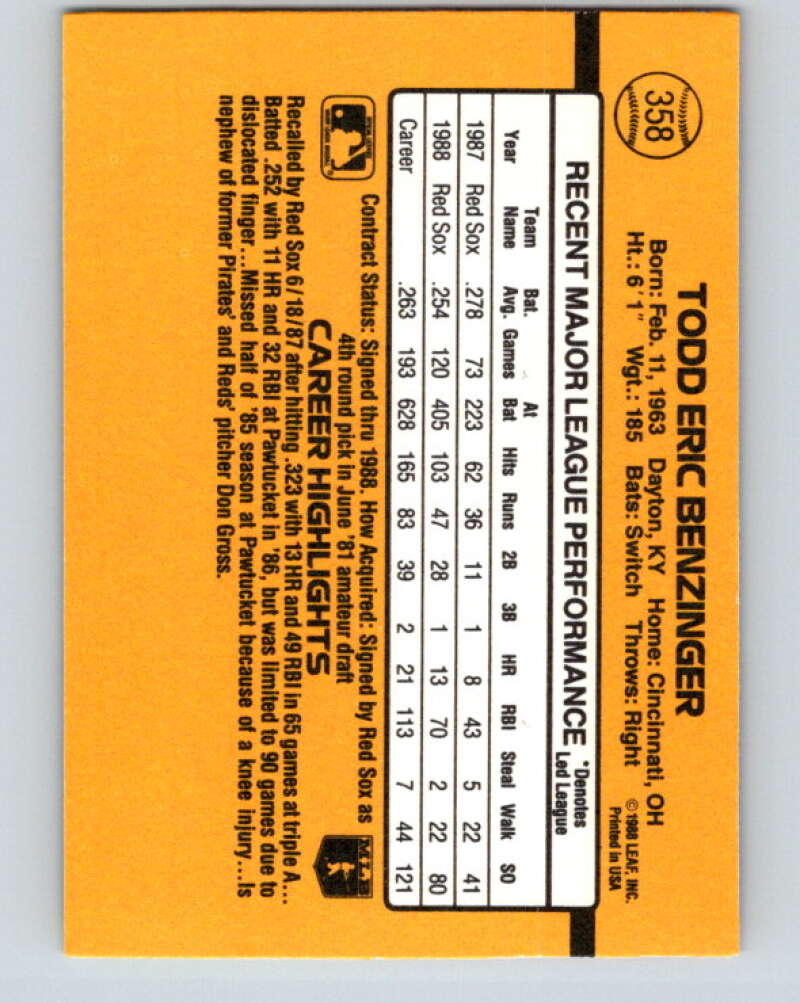 358
TODD ERIC BENZINGER
Born: Feb. 11, 1963 Dayton, KY Home: Cincinnati, OH
Ht.: 6'1" Wgt.: 185 Bats: Switch Throws: Right
©1988 LEAF, INC.
Printed in USA
RECENT MAJOR LEAGUE PERFORMANCE *Denotes Led League
Year Team Name Bat. Avg. Games At Bat Hits Runs 2B 3B HR RBI Steal Walk SO
1987 Red Sox .278 73 223 62 36 11 1 8 43 5 22 41
1988 Red Sox .254 120 405 103 47 28 1 13 70 2 22 80
Career .263 193 628 165 83 39 2 21 113 7 44 121
Contract Status: Signed thru 1988. How Acquired: Signed by Red Sox as
4th round pick in June '81 amateur draft
MLB
CAREER HIGHLIGHTS
Recalled by Red Sox 6/18/87 after hitting .323 with 13 HR and 49 RBI in 65 games at triple A...
Batted .252 with 11 HR and 32 RBI at Pawtucket in '86, but was limited to 90 games due to
dislocated finger...Missed half of '85 season at Pawtucket because of a knee injury...Is
nephew of former Pirates' and Reds' pitcher Don Gross.